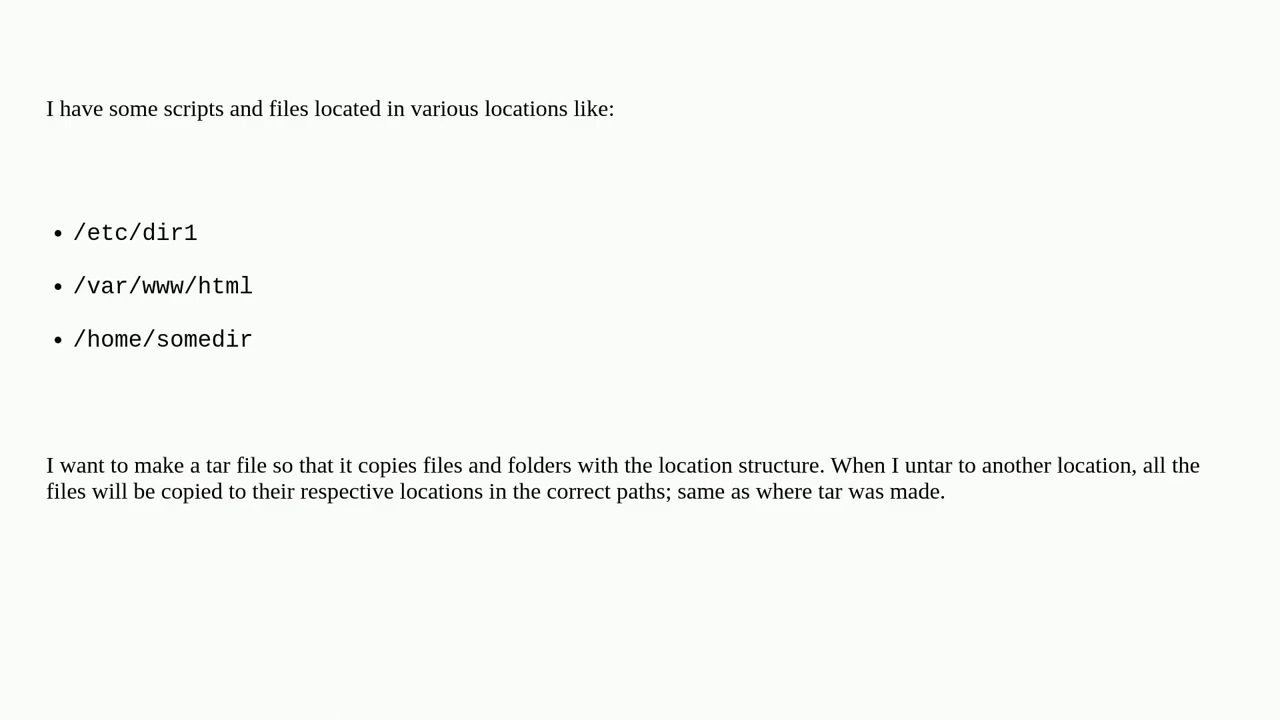 I have some scripts and files located in various locations like:
• /etc/dir1
• /var/www/html
• /home/somedir
I want to make a tar file so that it copies files and folders with the location structure. When I untar to another location, all the
files will be copied to their respective locations in the correct paths; same as where tar was made.